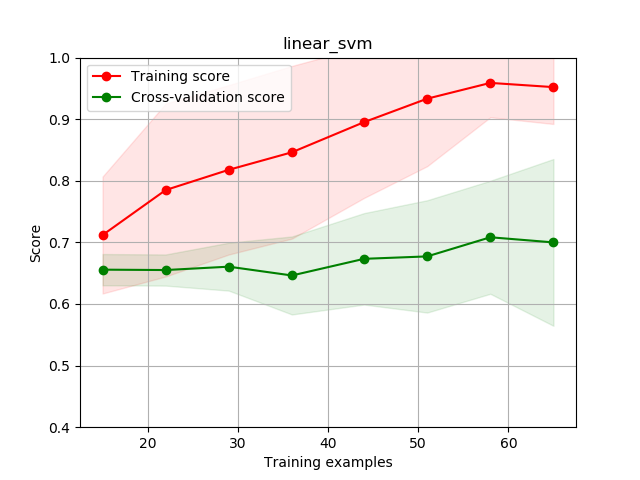 linear_svm
Training score
Cross-validation score
Score
1.0
0.9
0.8
0.7
0.6
0.5
0.4
20 30 40 50 60
Training examples